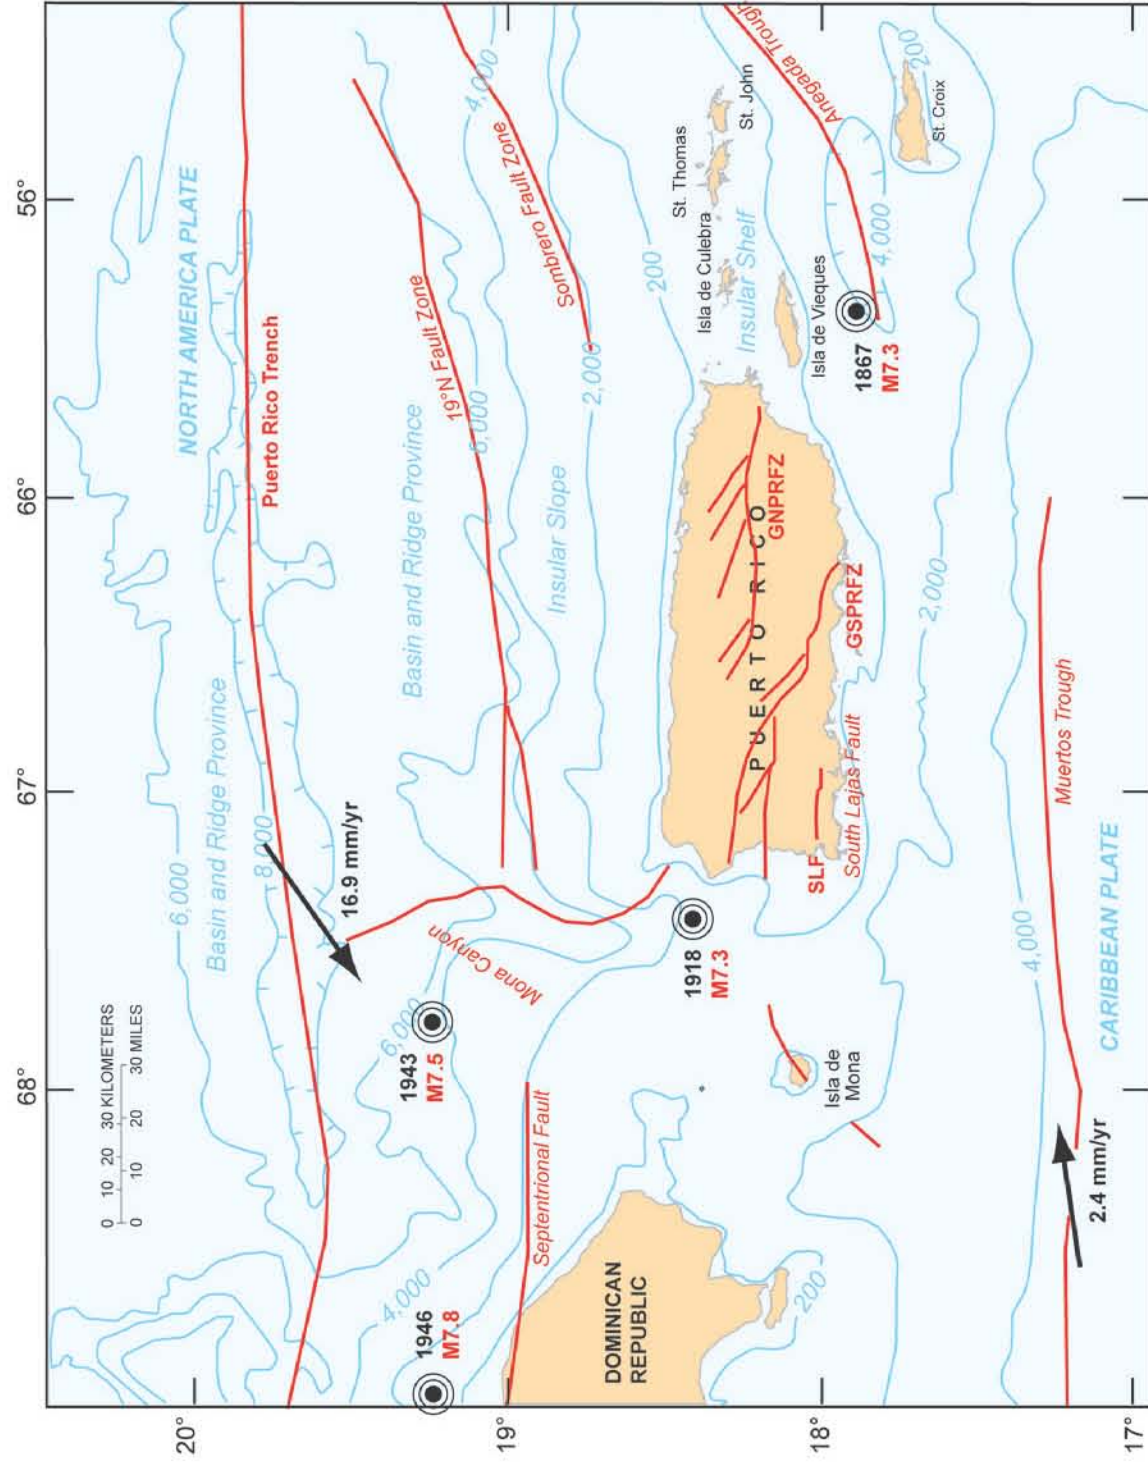 68°
67°
66°
56°
20°
19°
18°
17°
0 10 20 30 KILOMETERS
0 10 20 30 MILES
NORTH AMERICA PLATE
Puerto Rico Trench
Basin and Ridge Province
6,000
8,000
16.9 mm/yr
Basin and Ridge Province
19°N Fault Zone
6,000
4,000
Sombrero Fault Zone
Insular Slope
2,000
Mona Canyon
6,000
1943
M7.5
4,000
1946
M7.8
Septentrional Fault
1918
M7.3
200
St. Thomas
St. John
Isla de Culebra
Insular Shelf
Isla de Vieques
Anegada Trough
200
St. Croix
4,000
1867
M7.3
DOMINICAN
REPUBLIC
200
Isla de
Mona
PUERTO RICO
GNPRFZ
GSPRFZ
SLF
South Lajas Fault
2,000
4,000
Muertos Trough
CARIBBEAN PLATE
2.4 mm/yr